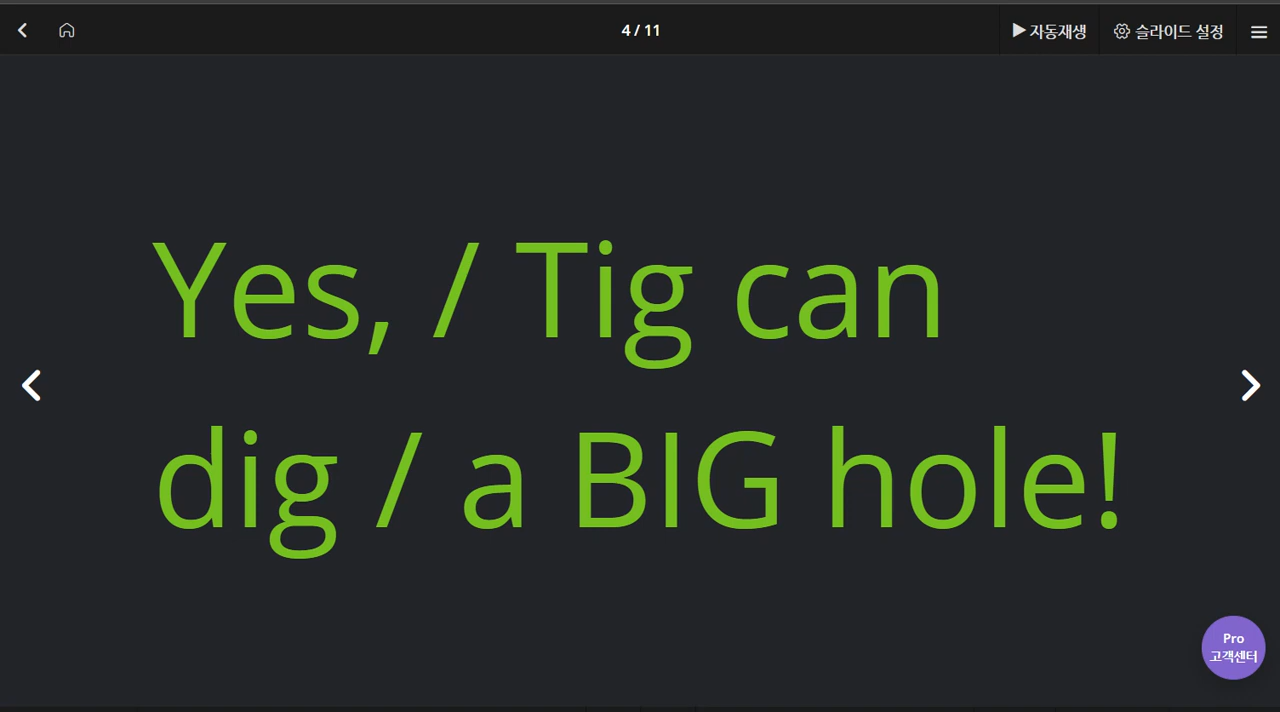 4 / 11
자동재생
슬라이드 설정
Yes, / Tig can
dig / a BIG hole!
Pro
고객센터